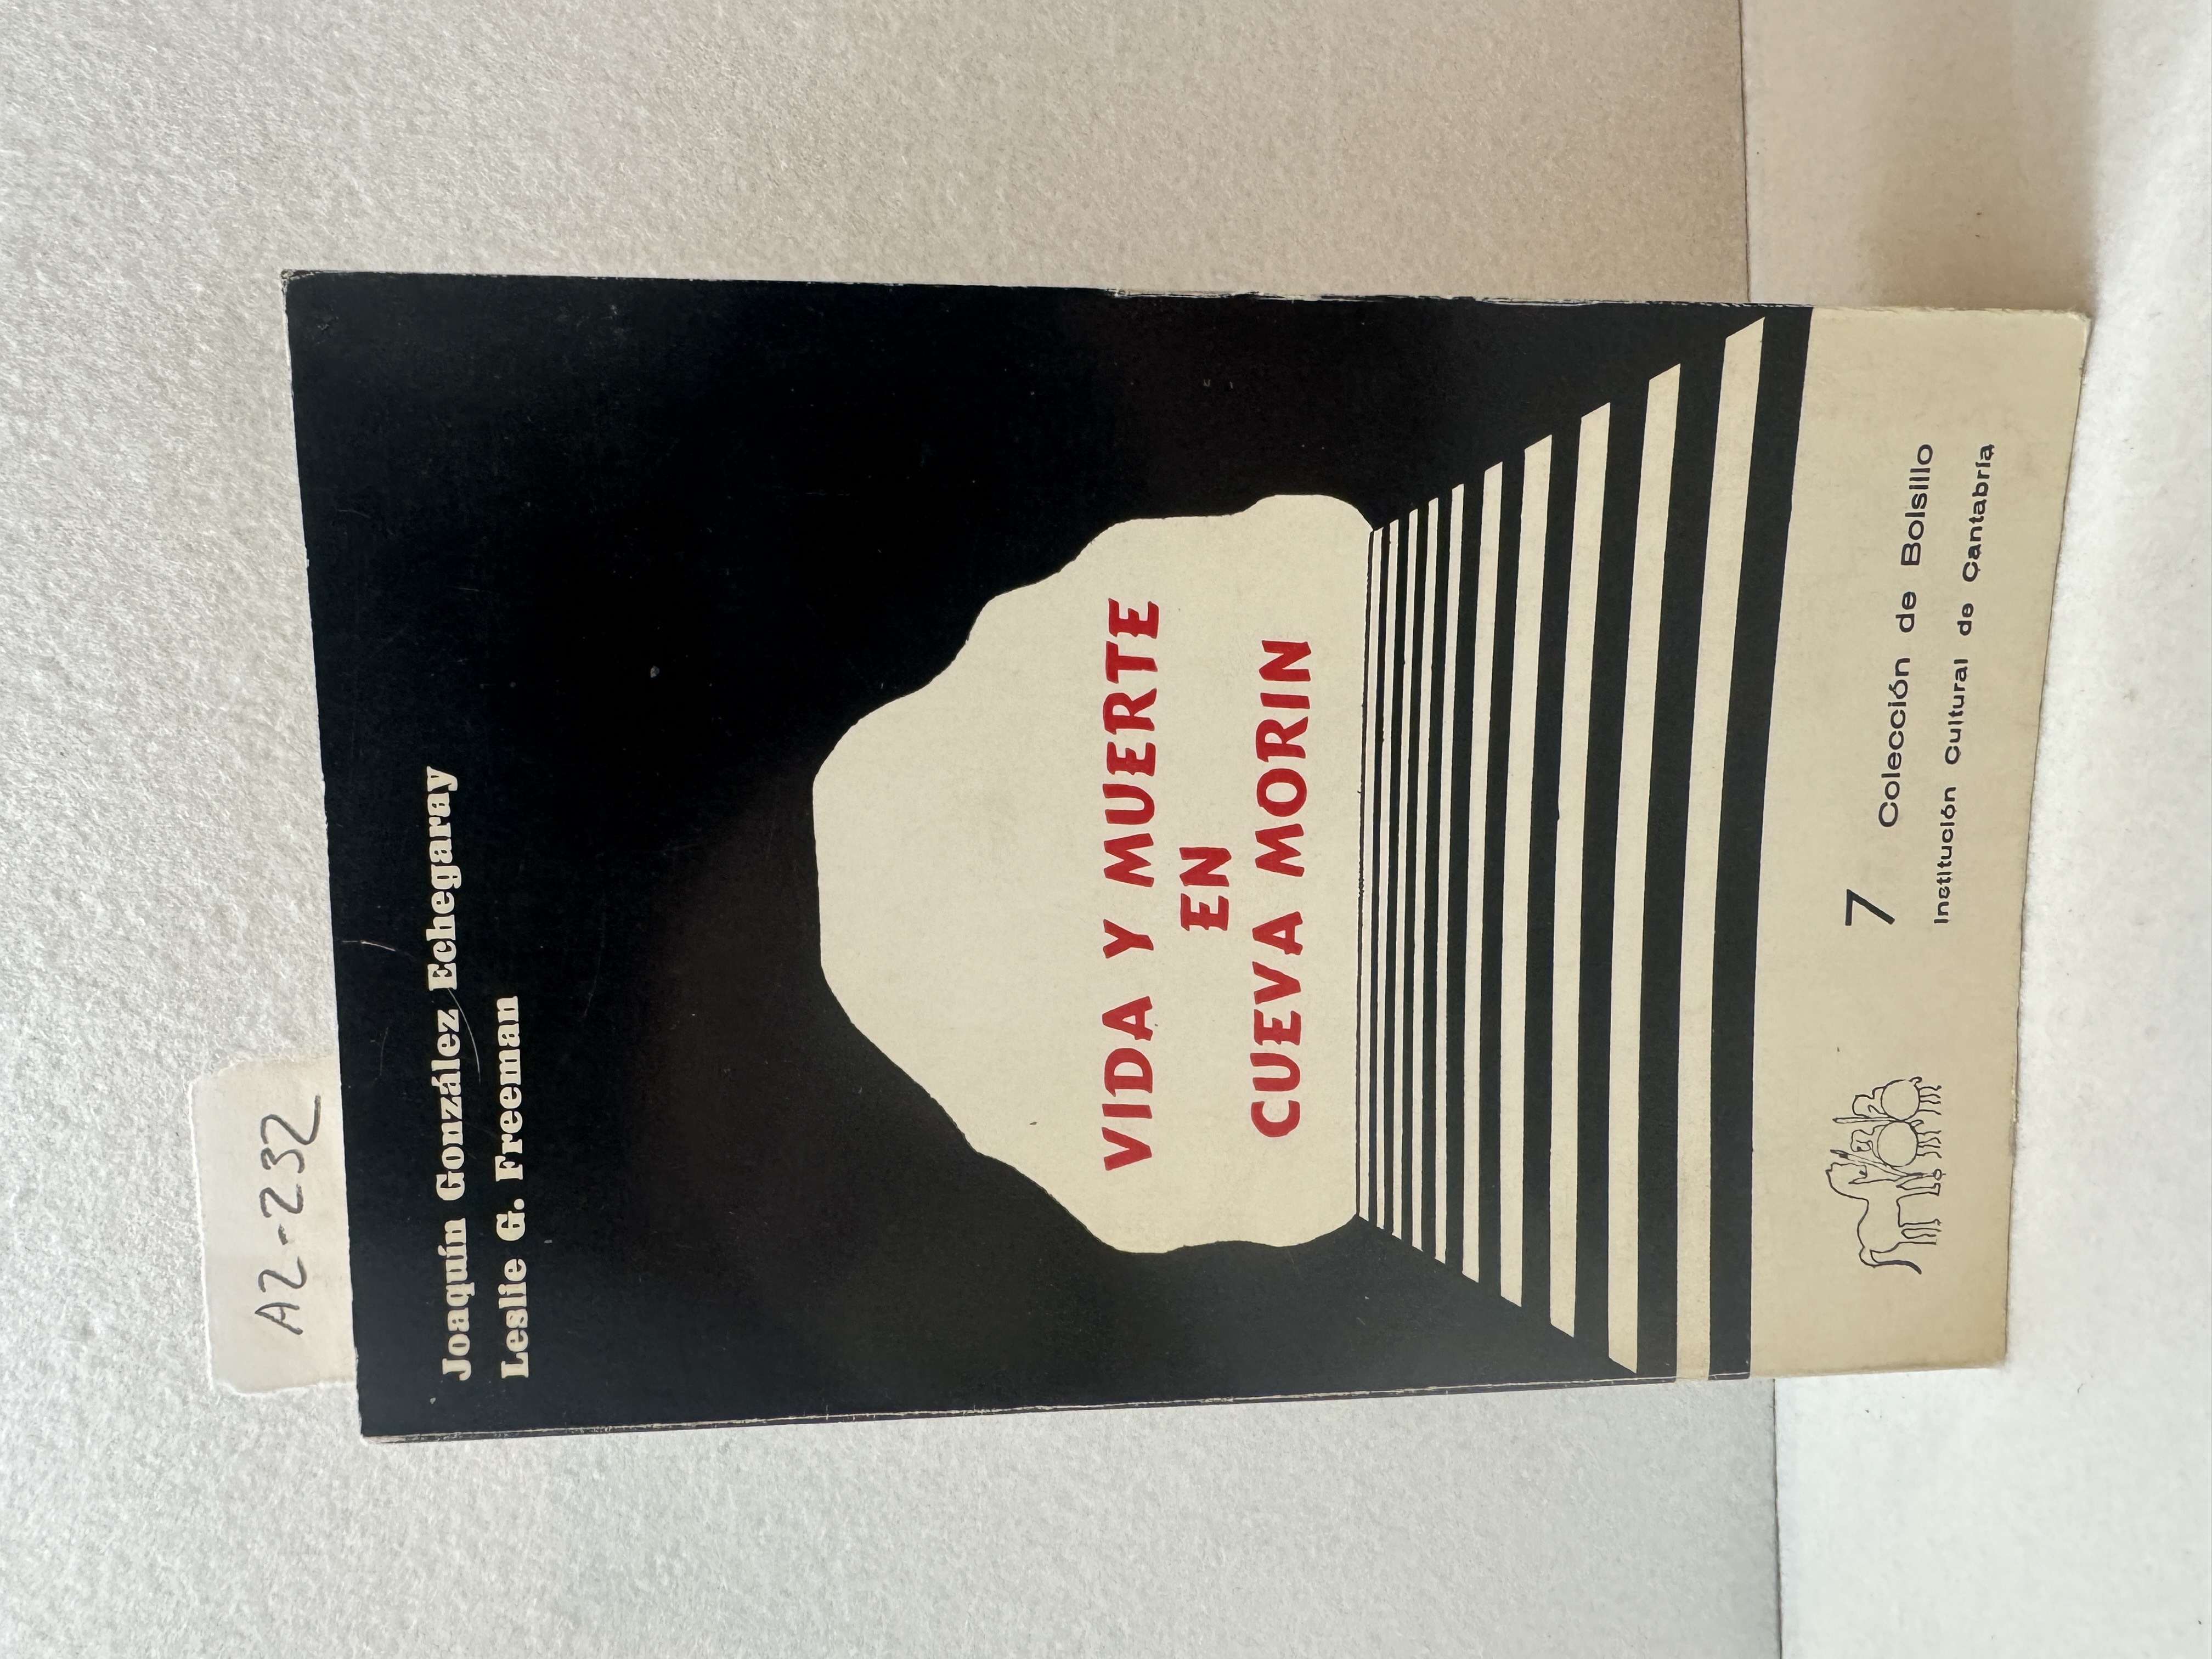 A2-232
Joaquín González Echegaray
Leslie G. Freeman
VIDA Y MUERTE
EN
CUEVA MORIN
7 Colección de Bolsillo
Institución Cultural de Cantabria